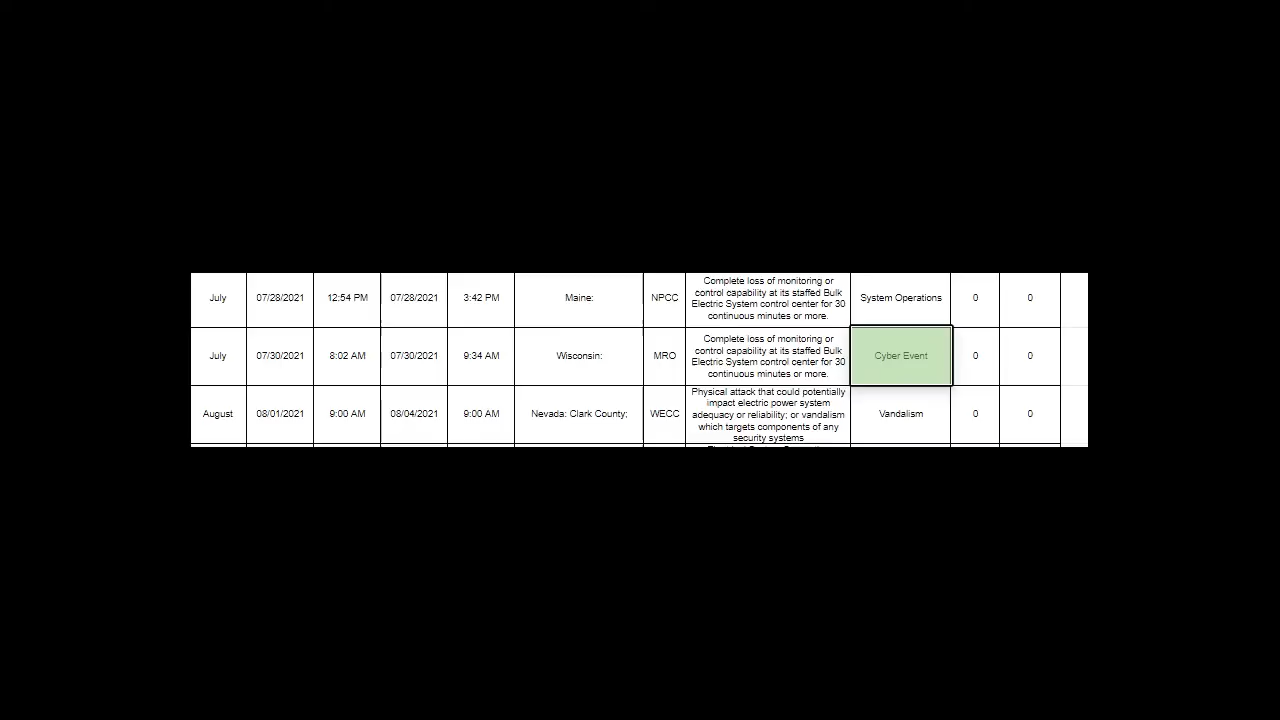 July 07/28/2021 12:54 PM 07/28/2021 3:42 PM Maine: NPCC Complete loss of monitoring or
control capability at its staffed Bulk
Electric System control center for 30
continuous minutes or more. System Operations 0 0
July 07/30/2021 8:02 AM 07/30/2021 9:34 AM Wisconsin: MRO Complete loss of monitoring or
control capability at its staffed Bulk
Electric System control center for 30
continuous minutes or more. Cyber Event 0 0
August 08/01/2021 9:00 AM 08/04/2021 9:00 AM Nevada: Clark County; WECC Physical attack that could potentially
impact electric power system
adequacy or reliability; or vandalism
which targets components of any
security systems Vandalism 0 0